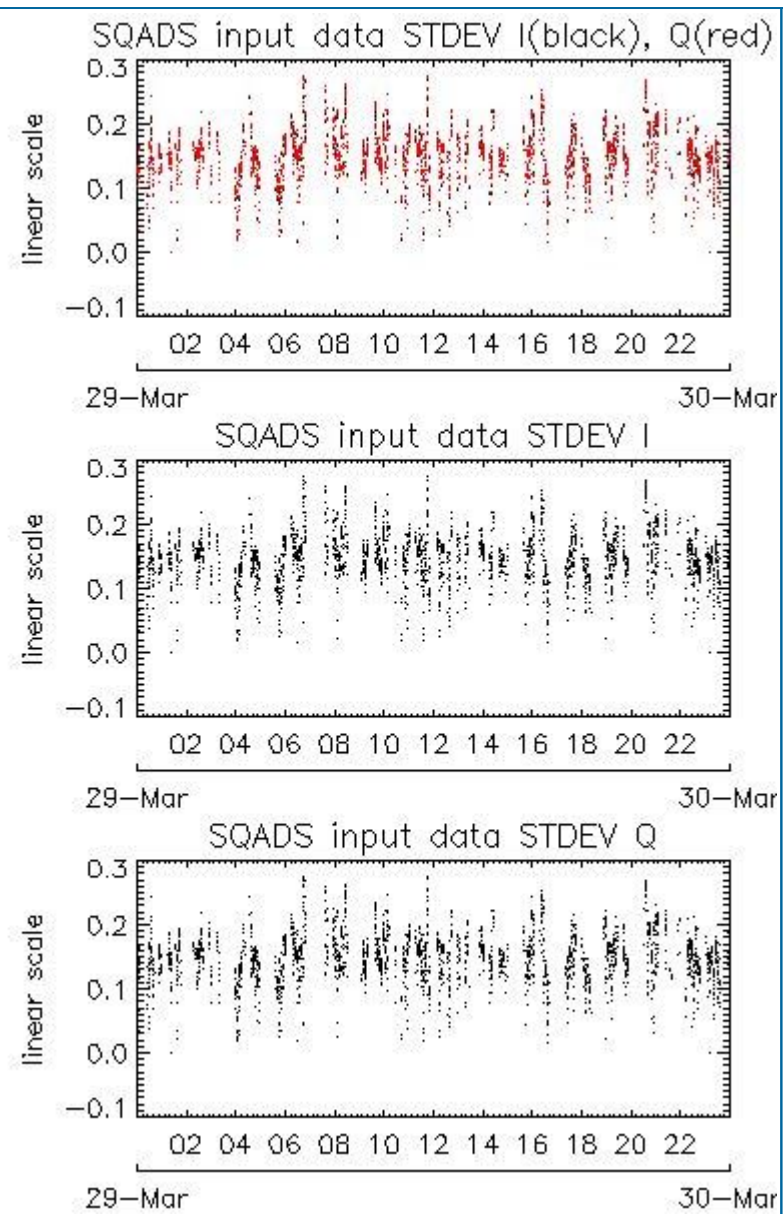 SQADS input data STDEV I(black), Q(red)
0.3
0.2
0.1
0.0
−0.1
linear scale
02 04 06 08 10 12 14 16 18 20 22
29−Mar 30−Mar
SQADS input data STDEV I
0.3
0.2
0.1
0.0
−0.1
linear scale
02 04 06 08 10 12 14 16 18 20 22
29−Mar 30−Mar
SQADS input data STDEV Q
0.3
0.2
0.1
0.0
−0.1
linear scale
02 04 06 08 10 12 14 16 18 20 22
29−Mar 30−Mar